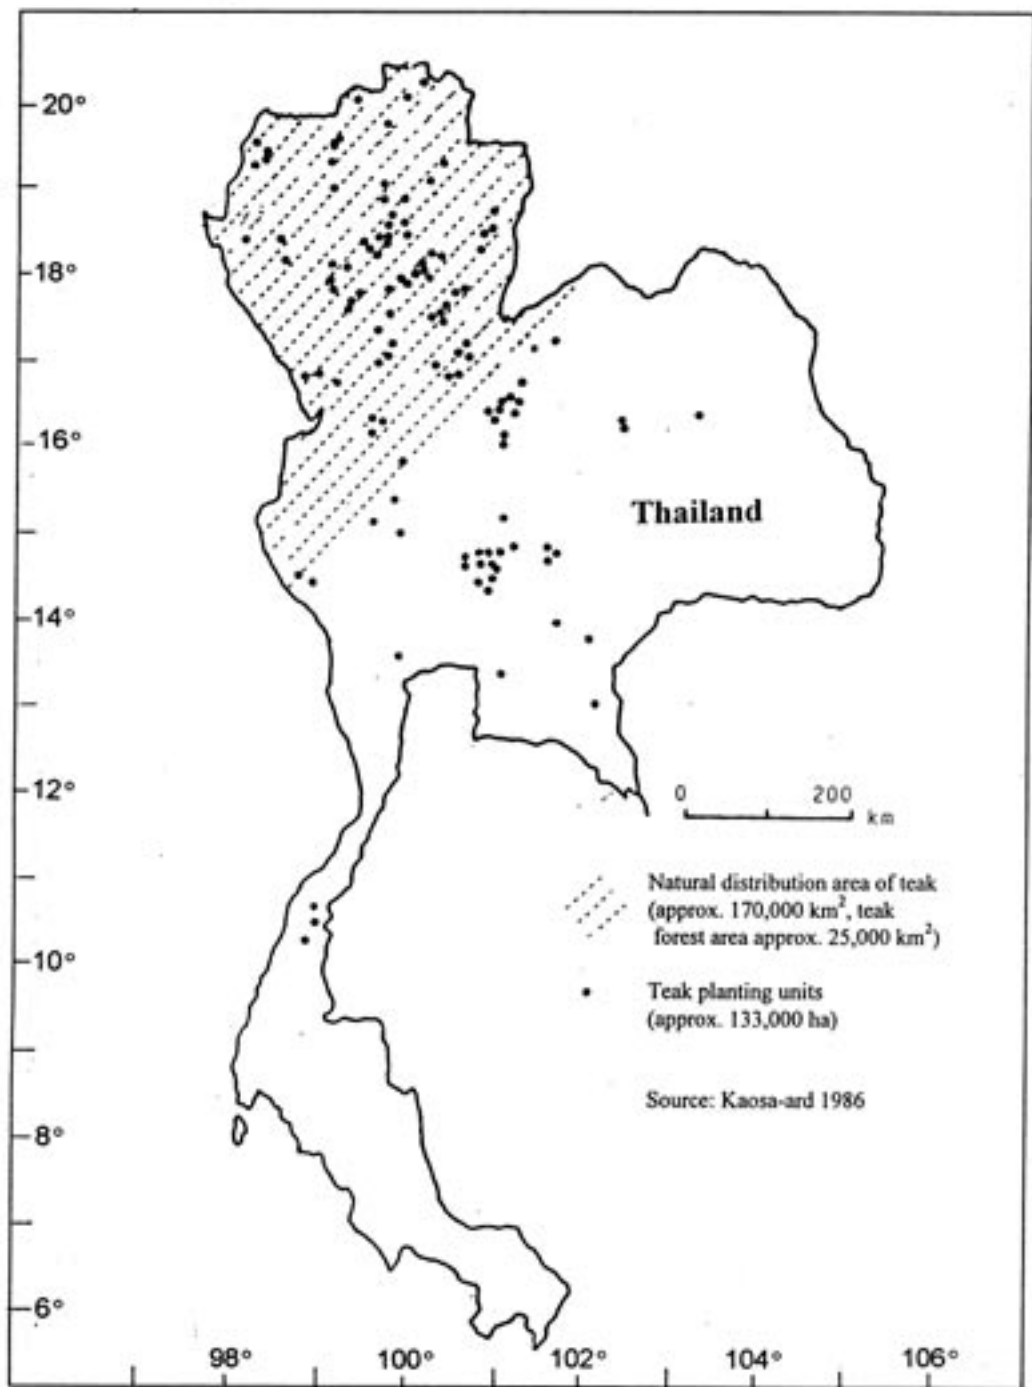 20°
18°
16°
Thailand
14°
12°
0 200
km
Natural distribution area of teak
(approx. 170,000 km², teak
forest area approx. 25,000 km²)
10°
Teak planting units
(approx. 133,000 ha)
Source: Kaosa-ard 1986
8°
6°
98° 100° 102° 104° 106°